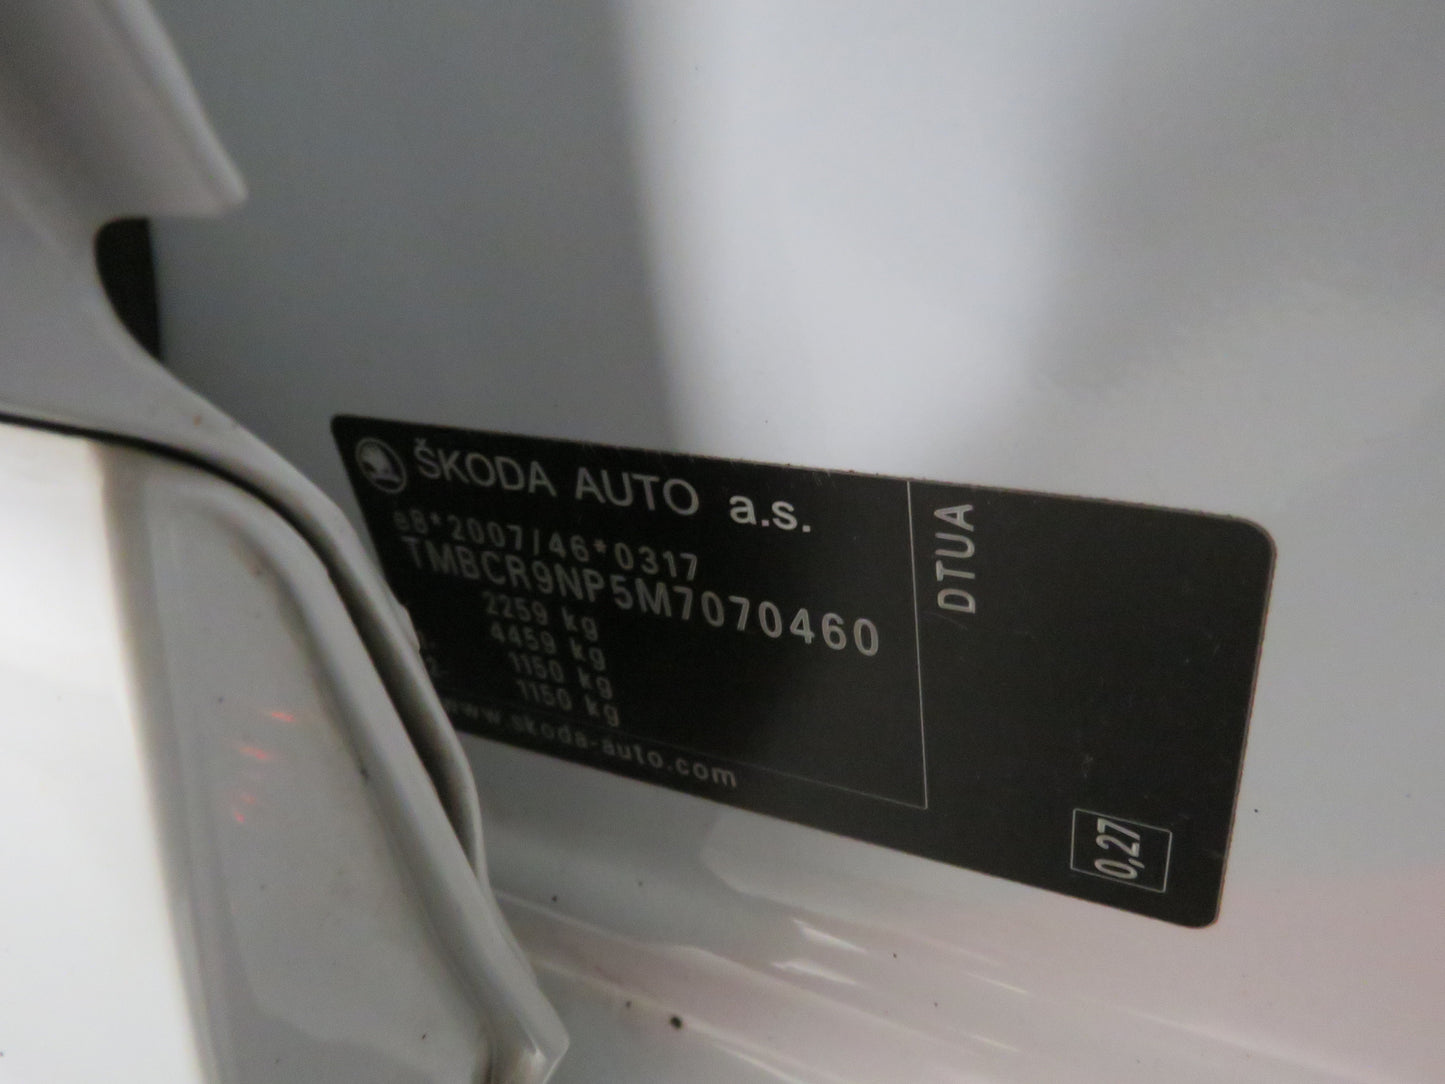 ŠKODA AUTO a.s.
e8*2007/46*0317
TMBCR9NP5M7070460
2259 kg
4459 kg
1150 kg
2- 1150 kg
www.skoda-auto.com
DTUA
0,27